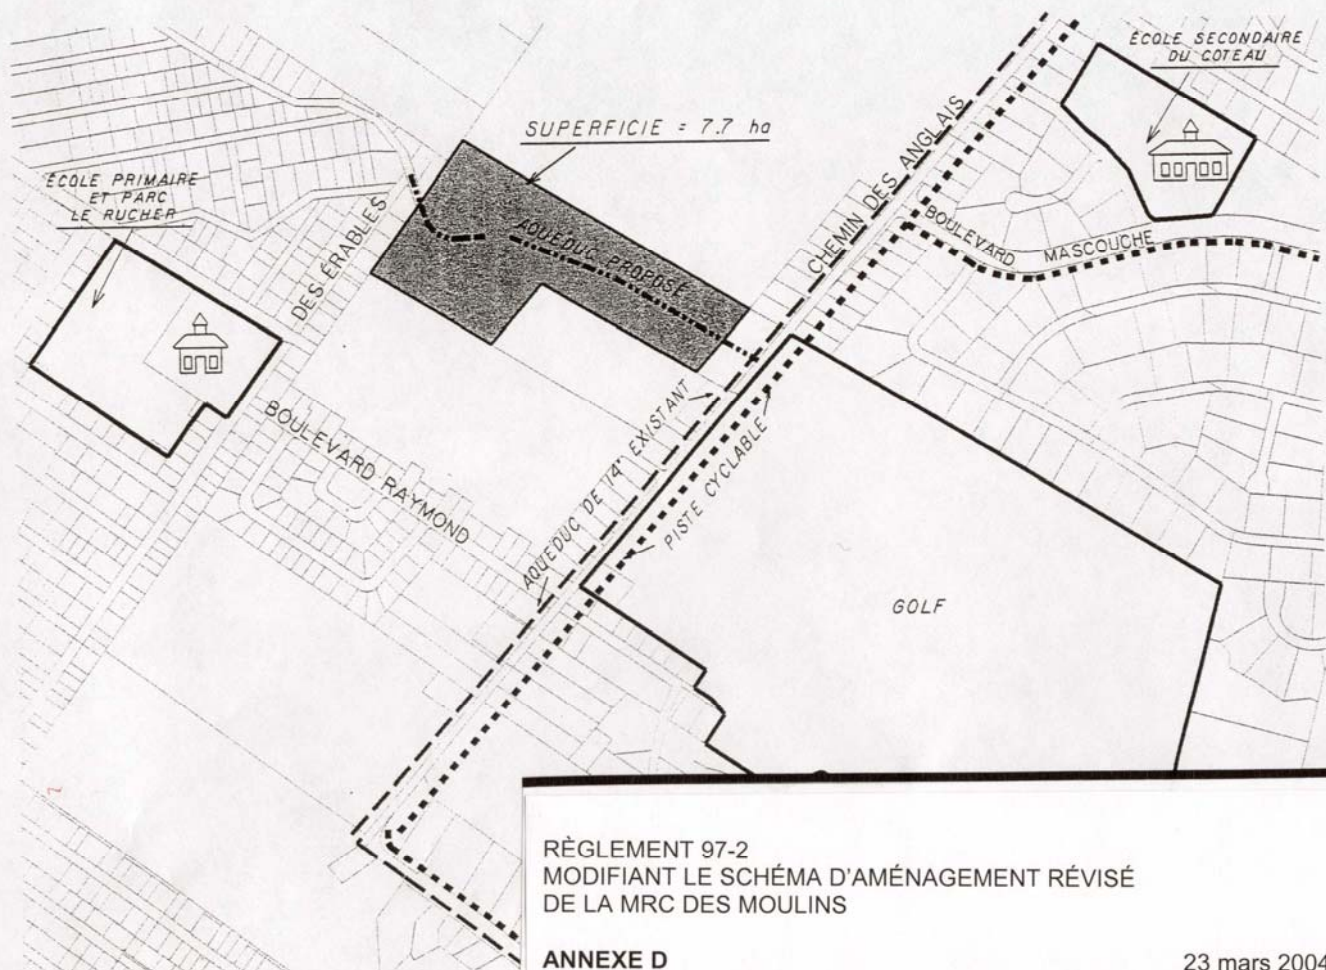 ÉCOLE SECONDAIRE
DU COTEAU
SUPERFICIE = 7.7 ha
ÉCOLE PRIMAIRE
ET PARC
LE RUCHER
DES ÉRABLES
AQUEDUC PROPOSÉ
CHEMIN DES ANGLAIS
BOULEVARD MASCOUCHE
BOULEVARD RAYMOND
AQUEDUC DE 14" EXISTANT
PISTE CYCLABLE
GOLF
RÈGLEMENT 97-2
MODIFIANT LE SCHÉMA D'AMÉNAGEMENT RÉVISÉ
DE LA MRC DES MOULINS
ANNEXE D
23 mars 2004